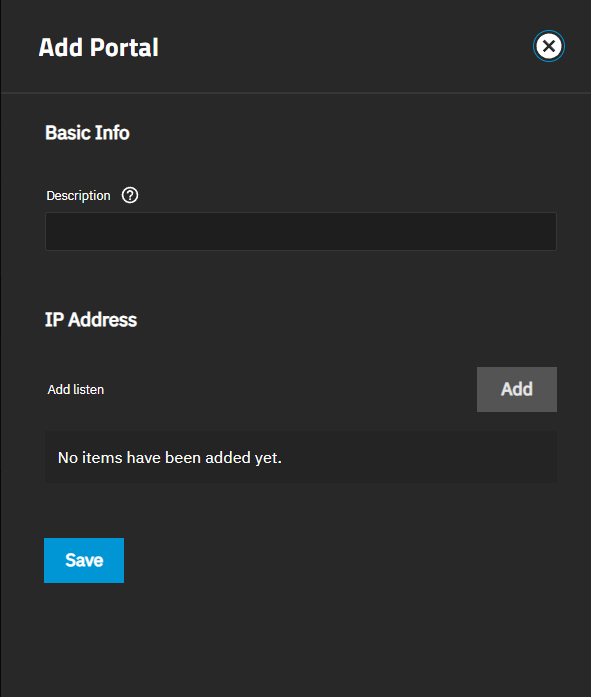 Add Portal
Basic Info
Description
IP Address
Add listen
Add
No items have been added yet.
Save